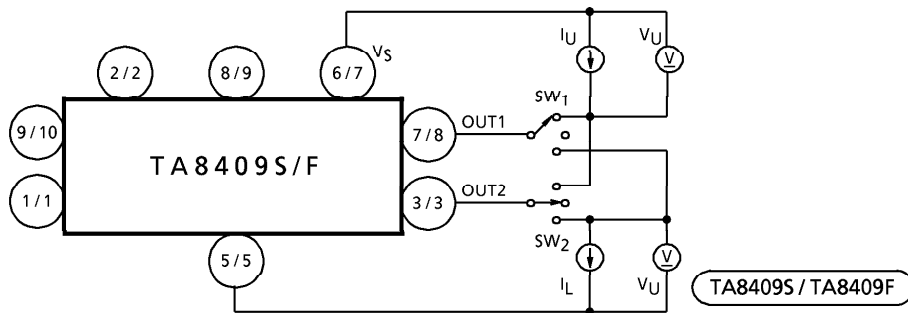 2 / 2
8 / 9
6 / 7
VS
IU
VU
V
SW1
9 / 10
TA8409S/F
7 / 8
OUT1
1 / 1
3 / 3
OUT2
SW2
5 / 5
IL
VU
V
TA8409S / TA8409F